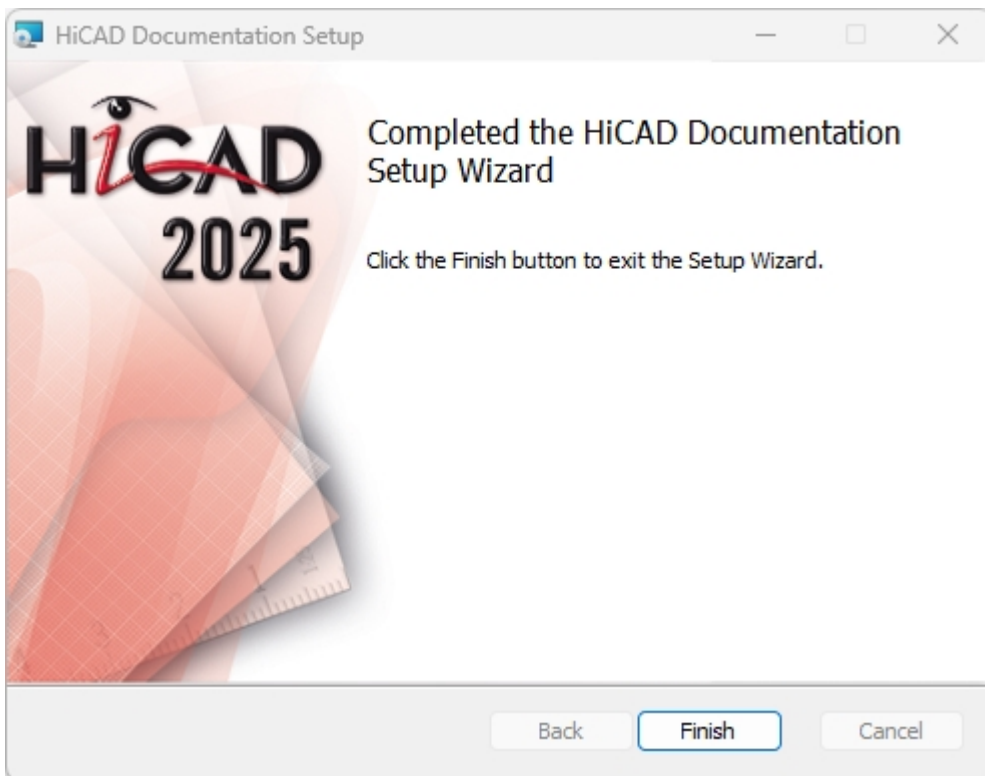 HiCAD Documentation Setup
HiCAD
2025
Completed the HiCAD Documentation
Setup Wizard
Click the Finish button to exit the Setup Wizard.
Back
Finish
Cancel